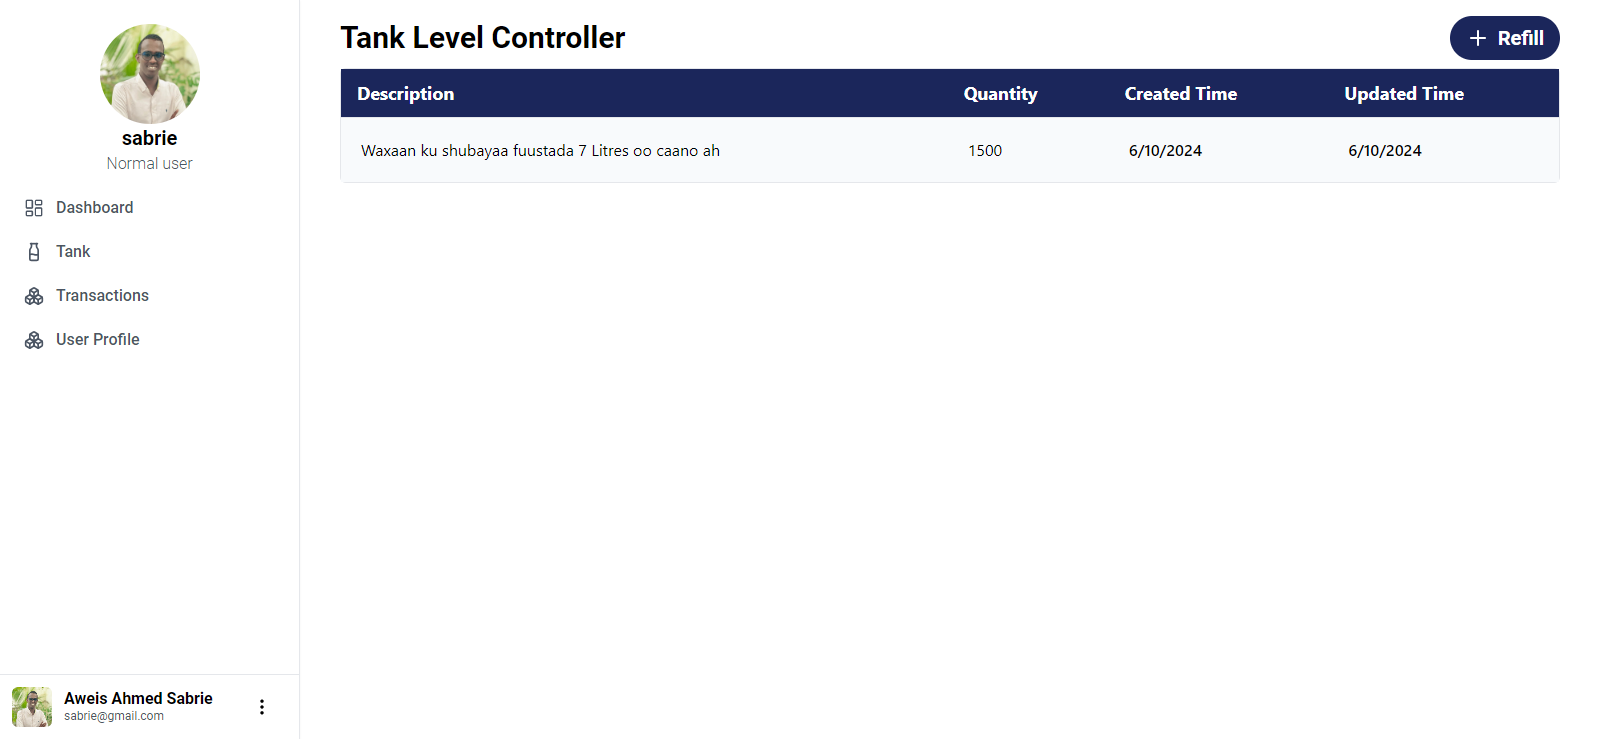 sabrie
Normal user
Dashboard
Tank
Transactions
User Profile
Aweis Ahmed Sabrie
sabrie@gmail.com
Tank Level Controller
+ Refill
Description Quantity Created Time Updated Time
Waxaan ku shubayaa fuustada 7 Litres oo caano ah 1500 6/10/2024 6/10/2024